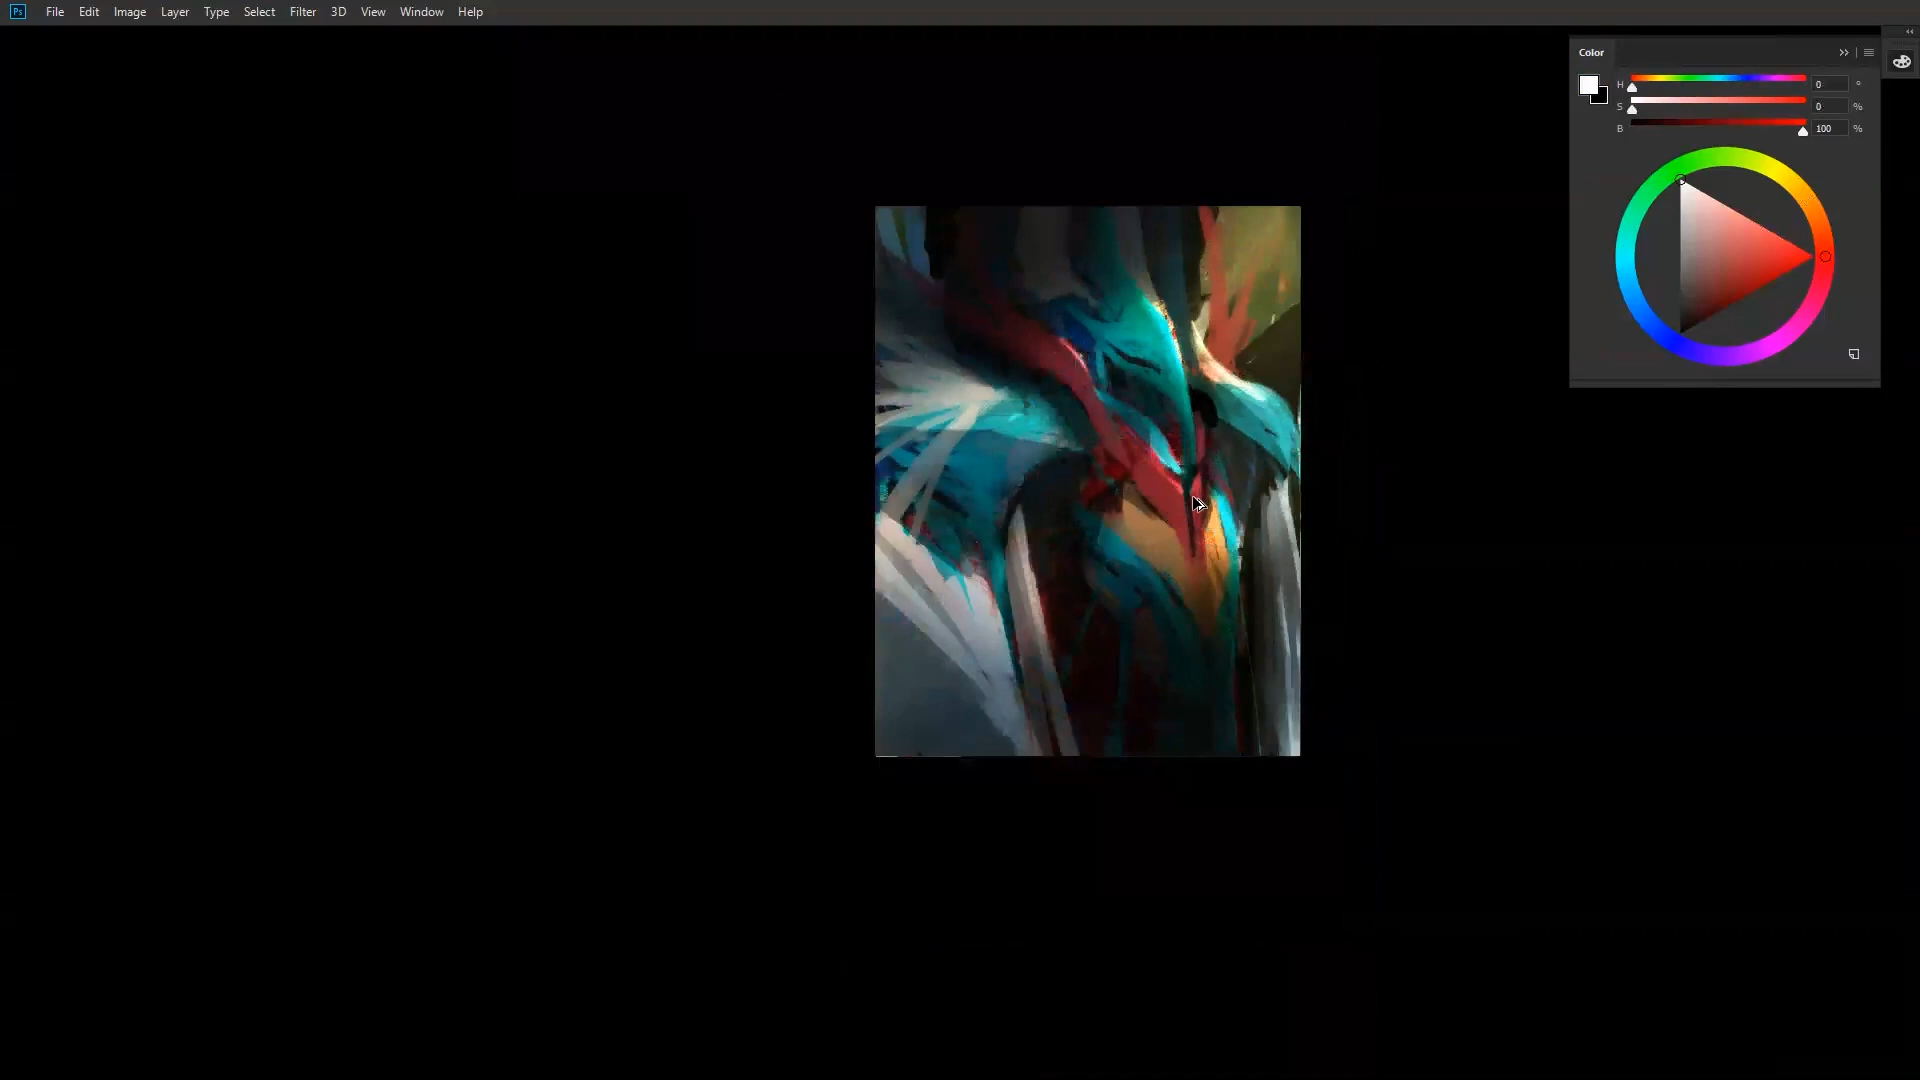 Ps File Edit Image Layer Type Select Filter 3D View Window Help
Color
H 0 °
S 0 %
B 100 %